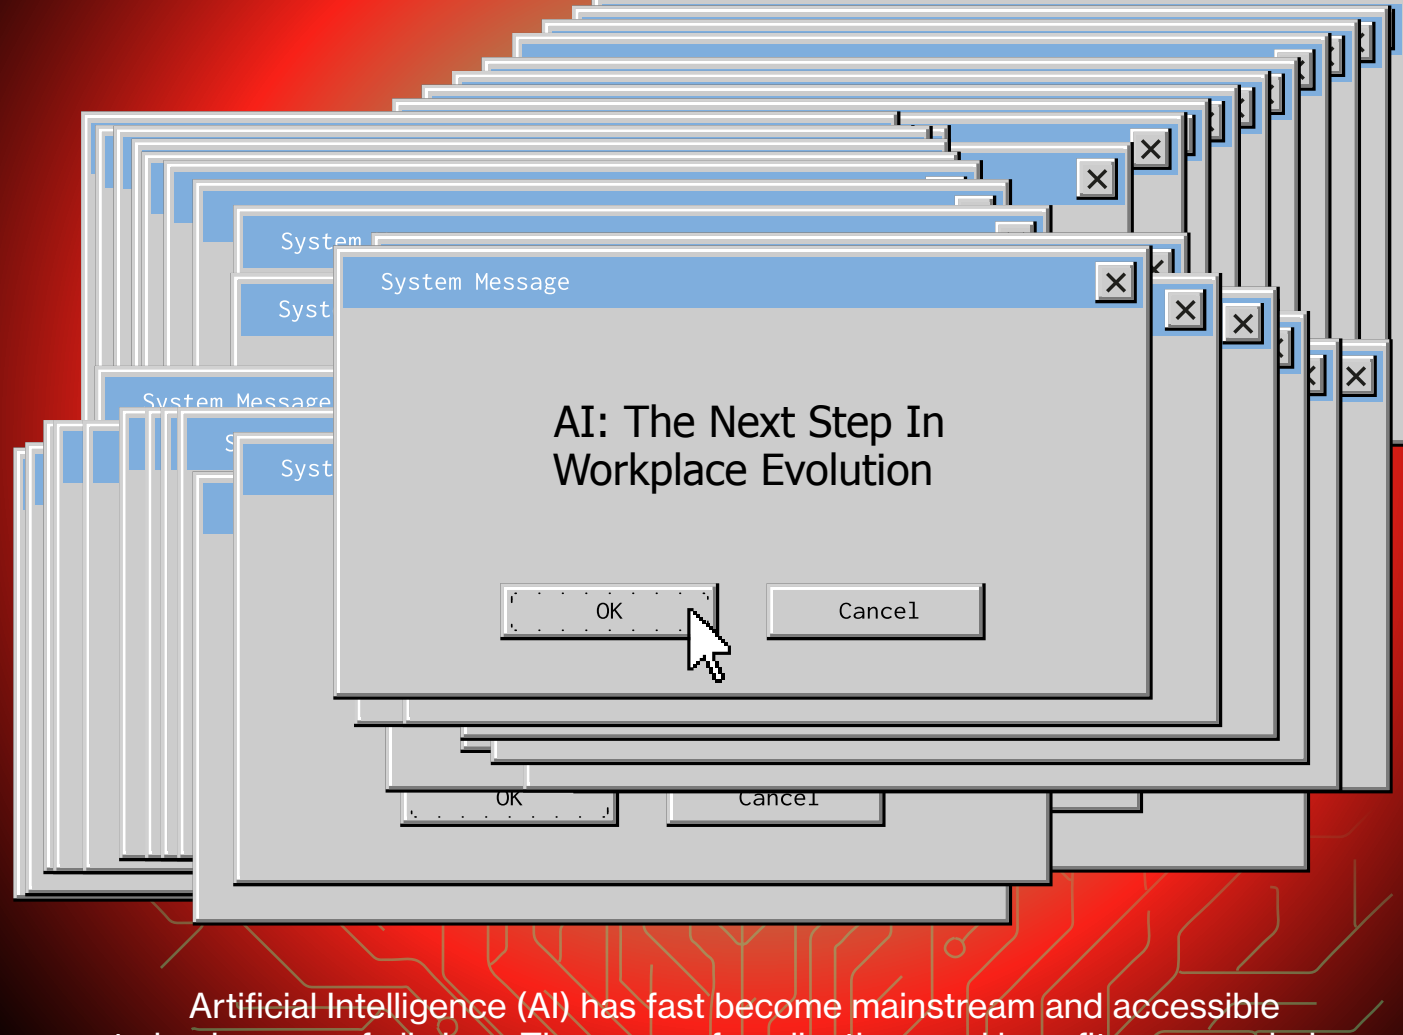 System
System Message
Syst
AI: The Next Step In
Workplace Evolution
System Message
S
Syst
OK
Cancel
OK
Cancel
Artificial Intelligence (AI) has fast become mainstream and accessible